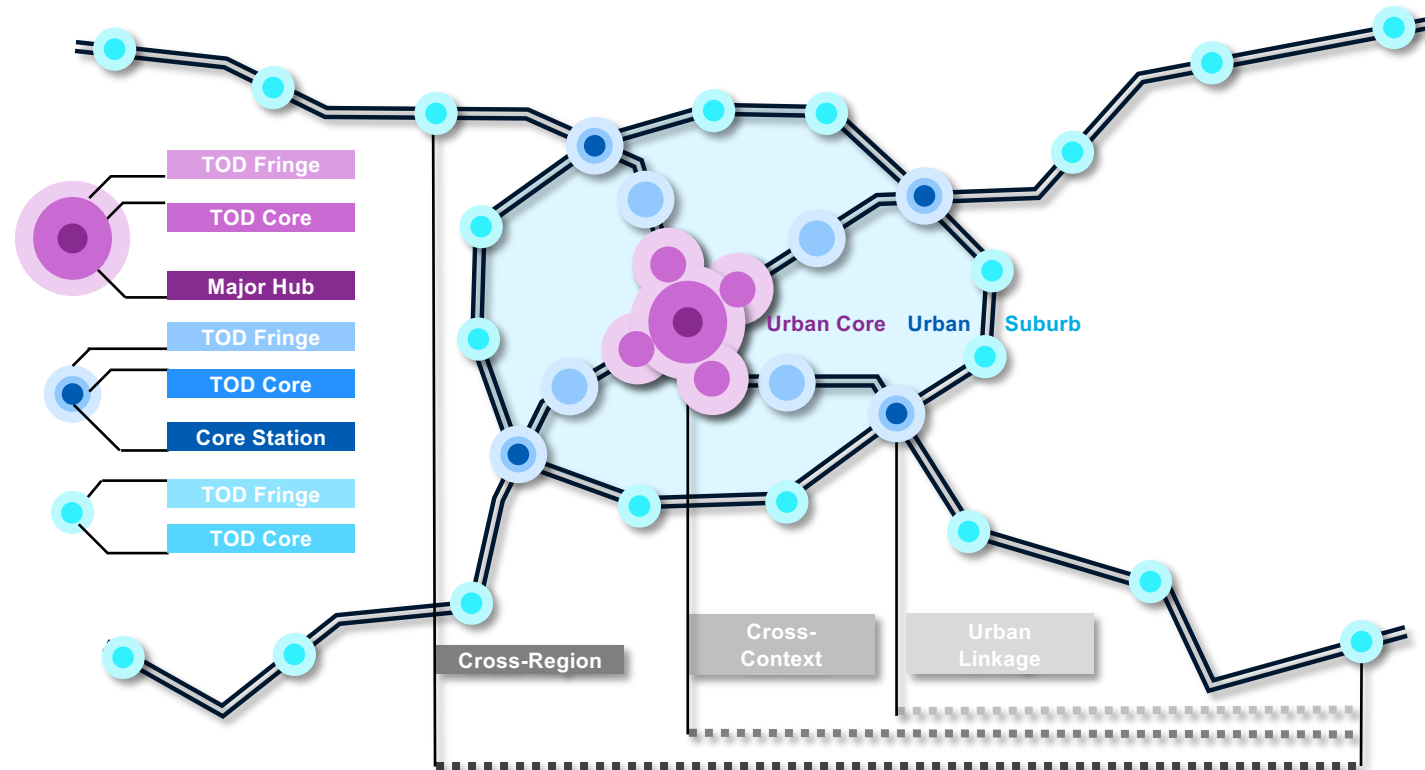 TOD Fringe
TOD Core
Major Hub
TOD Fringe
TOD Core
Core Station
TOD Fringe
TOD Core
Urban Core Urban Suburb
Cross-Region
Cross-
Context
Urban
Linkage